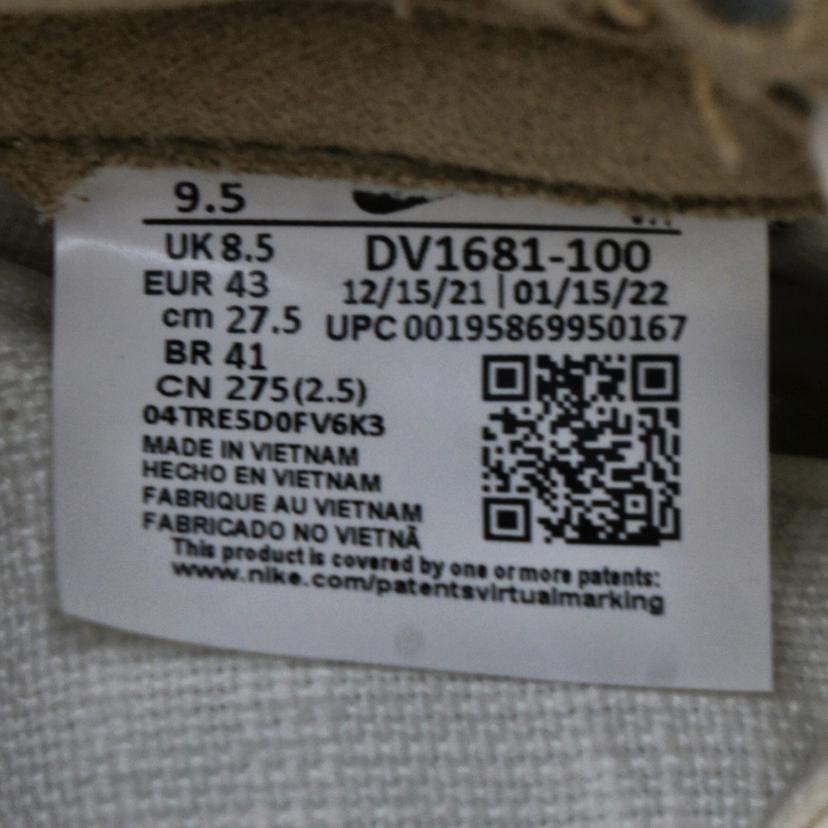 9.5
UK 8.5 DV1681-100
EUR 43 12/15/21 | 01/15/22
cm 27.5 UPC 00195869950167
BR 41
CN 275(2.5)
04TRE5D0FV6K3
MADE IN VIETNAM
HECHO EN VIETNAM
FABRIQUE AU VIETNAM
FABRICADO NO VIETNÃ
This product is covered by one or more patents:
www.nike.com/patentsvirtualmarking